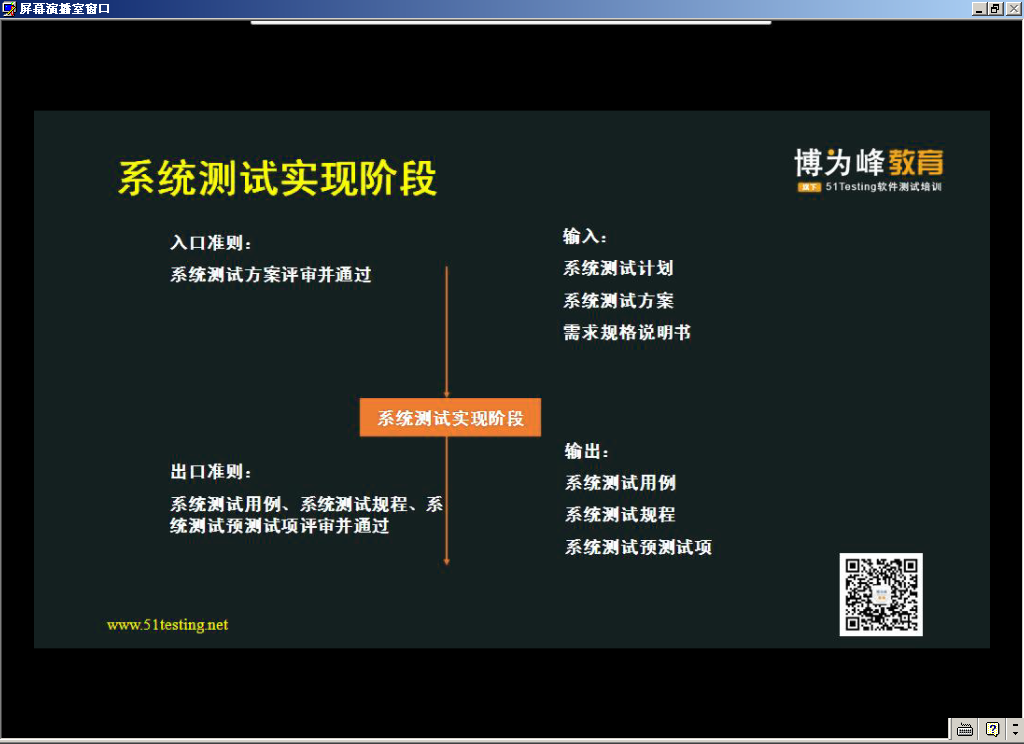 屏幕演播室窗口
系统测试实现阶段
博为峰教育
旗下 51Testing软件测试培训
入口准则：
系统测试方案评审并通过
输入：
系统测试计划
系统测试方案
需求规格说明书
系统测试实现阶段
出口准则：
系统测试用例、系统测试规程、系
统测试预测试项评审并通过
输出：
系统测试用例
系统测试规程
系统测试预测试项
www.51testing.net